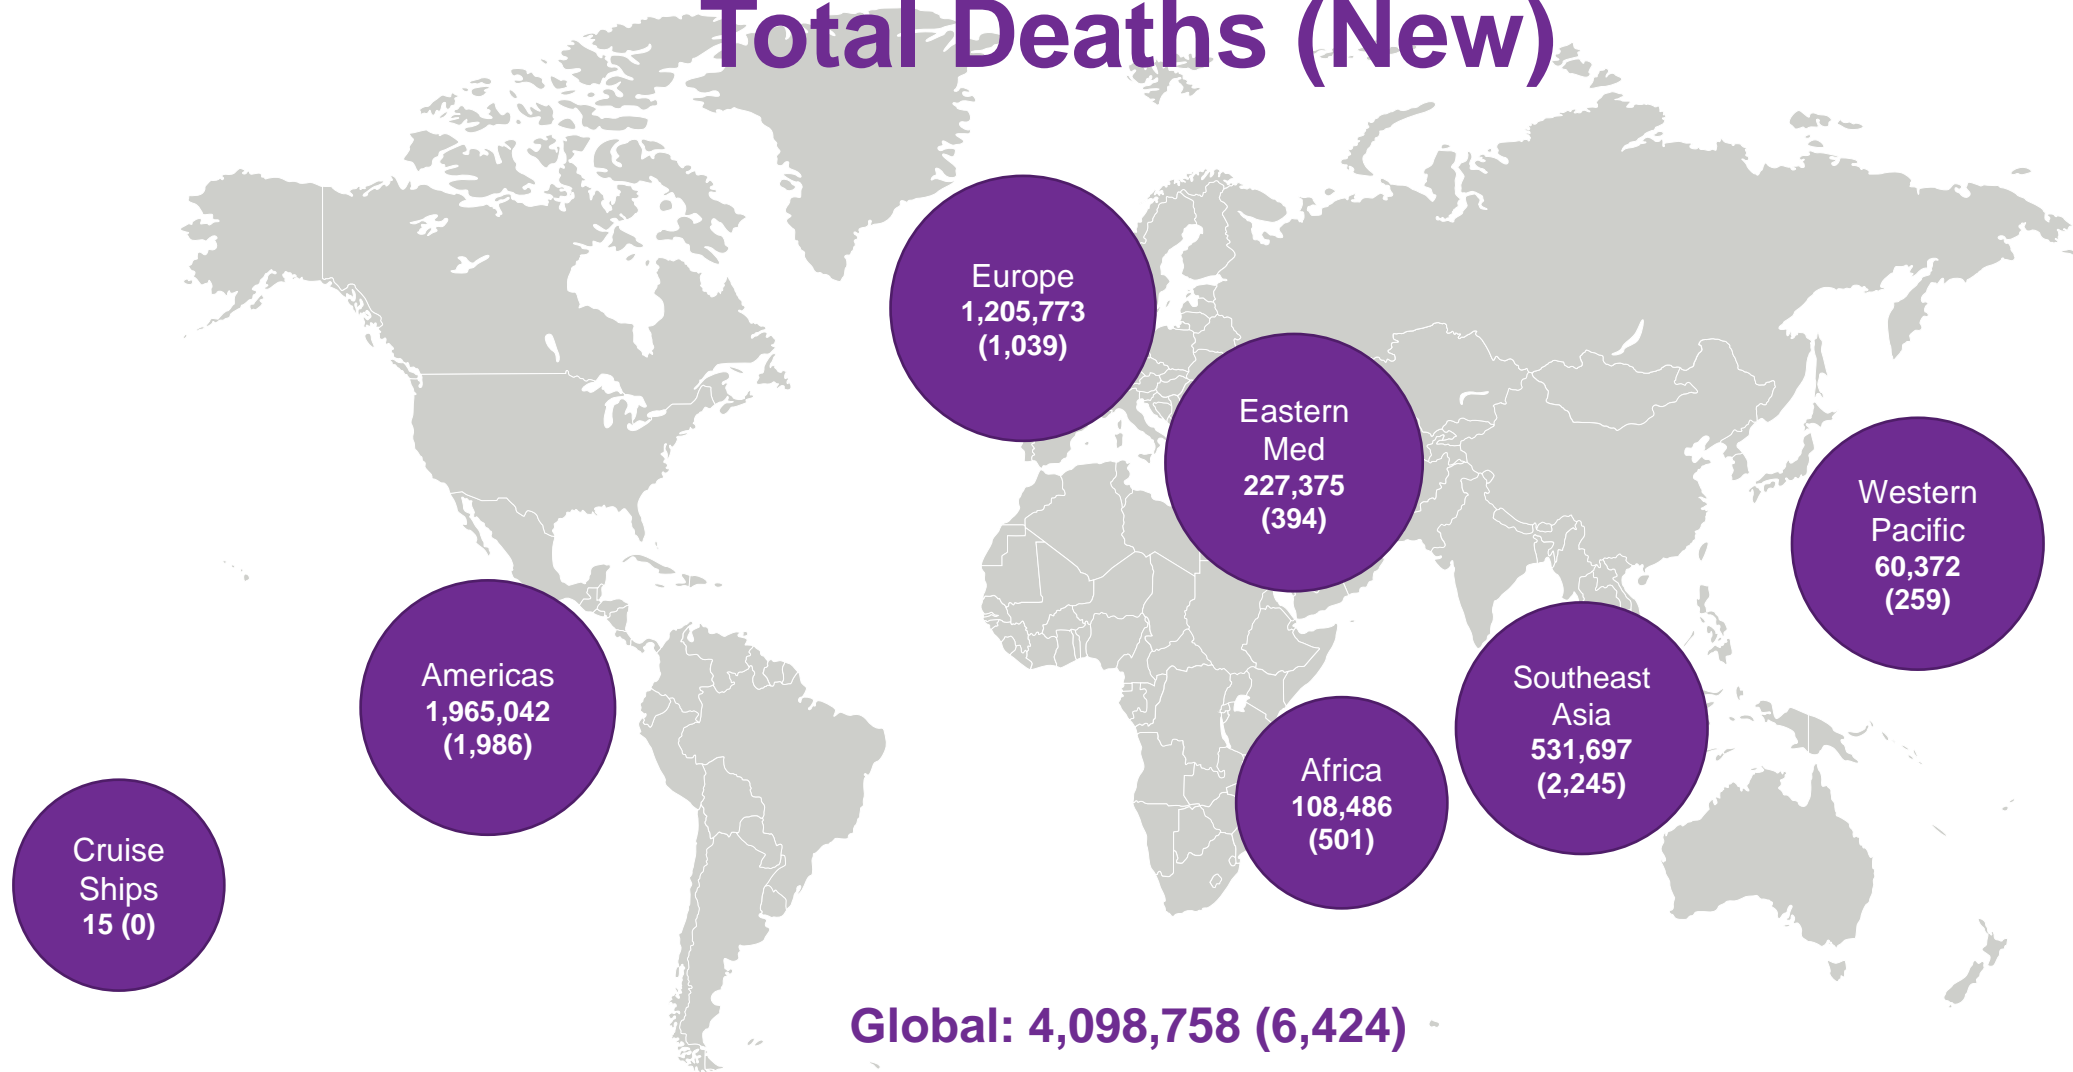 Total Deaths (New)
Europe
1,205,773
(1,039)
Eastern
Med
227,375
(394)
Western
Pacific
60,372
(259)
Americas
1,965,042
(1,986)
Southeast
Asia
531,697
(2,245)
Africa
108,486
(501)
Cruise
Ships
15 (0)
Global: 4,098,758 (6,424)